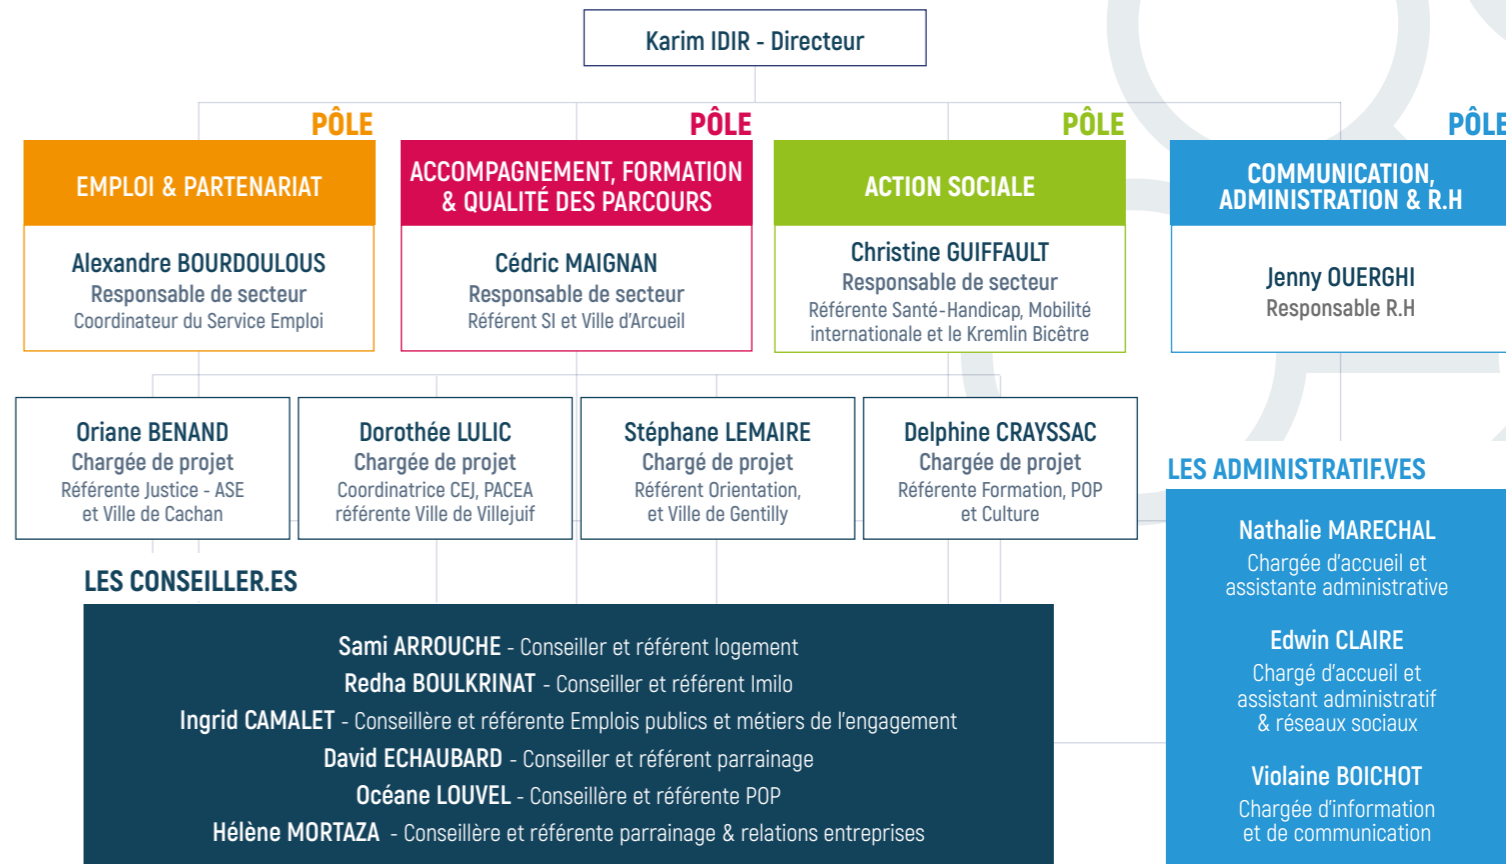 Karim IDIR - Directeur
PÔLE
EMPLOI & PARTENARIAT
Alexandre BOURDOULOUS
Responsable de secteur
Coordinateur du Service Emploi
PÔLE
ACCOMPAGNEMENT, FORMATION
& QUALITÉ DES PARCOURS
Cédric MAIGNAN
Responsable de secteur
Référent SI et Ville d'Arcueil
PÔLE
ACTION SOCIALE
Christine GUIFFAULT
Responsable de secteur
Référente Santé-Handicap, Mobilité
internationale et le Kremlin Bicêtre
PÔLE
COMMUNICATION,
ADMINISTRATION & R.H
Jenny OUERGHI
Responsable R.H
Oriane BENAND
Chargée de projet
Référente Justice - ASE
et Ville de Cachan
Dorothée LULIC
Chargée de projet
Coordinatrice CEJ, PACEA
référente Ville de Villejuif
Stéphane LEMAIRE
Chargé de projet
Référent Orientation,
et Ville de Gentilly
Delphine CRAYSSAC
Chargée de projet
Référente Formation, POP
et Culture
LES CONSEILLER.ES
Sami ARROUCHE - Conseiller et référent logement
Redha BOULKRINAT - Conseiller et référent Imilo
Ingrid CAMALET - Conseillère et référente Emplois publics et métiers de l'engagement
David ECHAUBARD - Conseiller et référent parrainage
Océane LOUVEL - Conseillère et référente POP
Hélène MORTAZA - Conseillère et référente parrainage & relations entreprises
LES ADMINISTRATIF.VES
Nathalie MARECHAL
Chargée d'accueil et
assistante administrative
Edwin CLAIRE
Chargé d'accueil et
assistant administratif
& réseaux sociaux
Violaine BOICHOT
Chargée d'information
et de communication